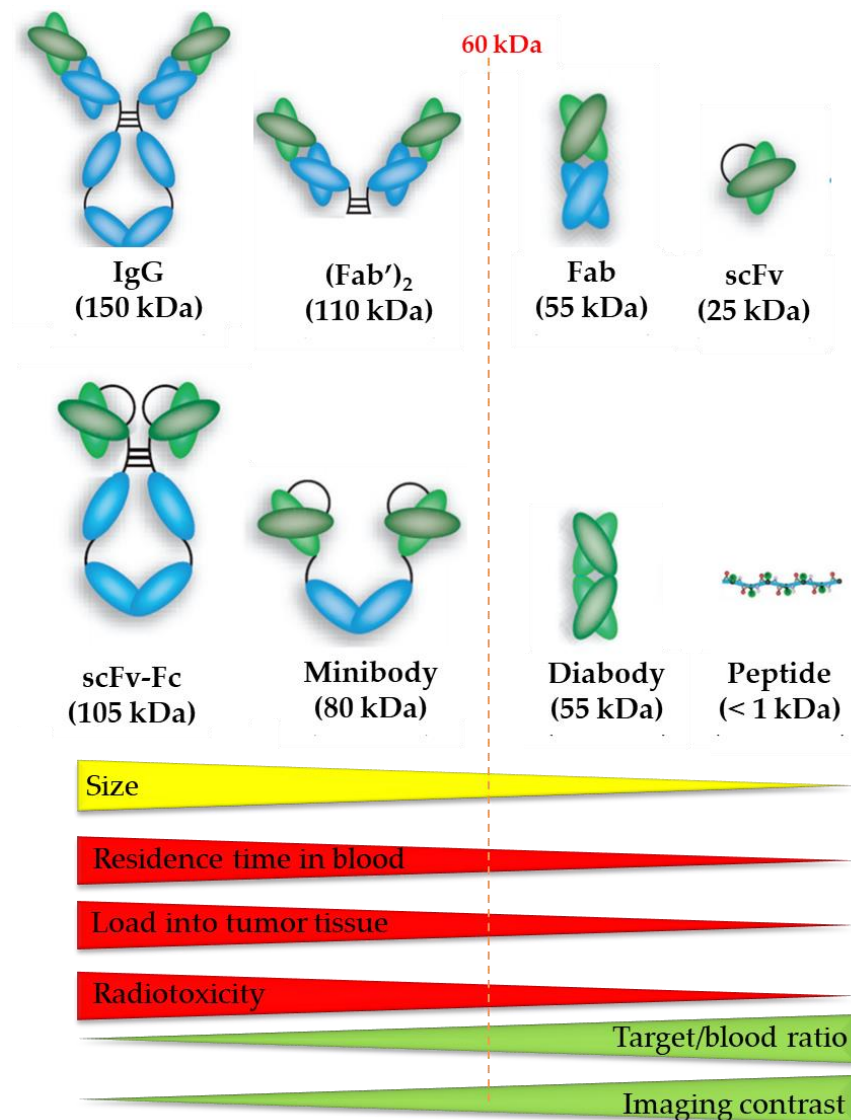 60 kDa
IgG
(150 kDa)
(Fab′)₂
(110 kDa)
Fab
(55 kDa)
scFv
(25 kDa)
scFv-Fc
(105 kDa)
Minibody
(80 kDa)
Diabody
(55 kDa)
Peptide
(< 1 kDa)
Size
Residence time in blood
Load into tumor tissue
Radiotoxicity
Target/blood ratio
Imaging contrast